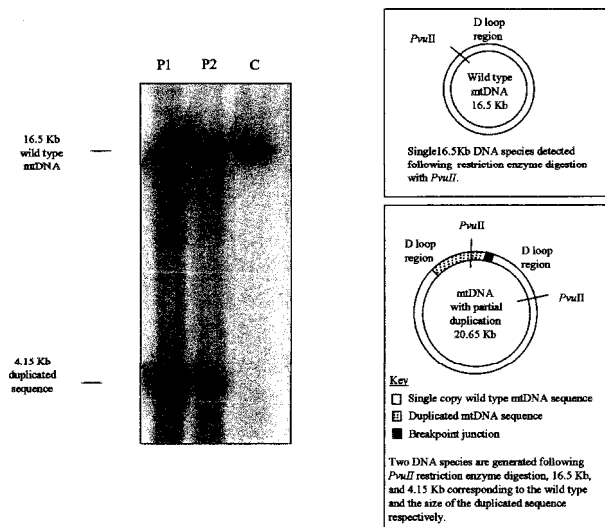 P1 P2 C
16.5 Kb
wild type
mtDNA
4.15 Kb
duplicated
sequence
D loop
region
PvuII
Wild type
mtDNA
16.5 Kb
Single16.5Kb DNA species detected
following restriction enzyme digestion
with PvuII.
PvuII
D loop
region
D loop
region
PvuII
mtDNA
with partial
duplication
20.65 Kb
Key
Single copy wild type mtDNA sequence
Duplicated mtDNA sequence
Breakpoint junction
Two DNA species are generated following
PvuII restriction enzyme digestion, 16.5 Kb,
and 4.15 Kb corresponding to the wild type
and the size of the duplicated sequence
respectively.